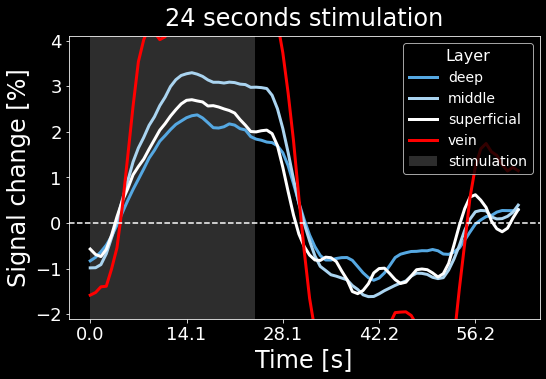 24 seconds stimulation
Signal change [%]
4
3
2
1
0
−1
−2
Layer
deep
middle
superficial
vein
stimulation
0.0 14.1 28.1 42.2 56.2
Time [s]